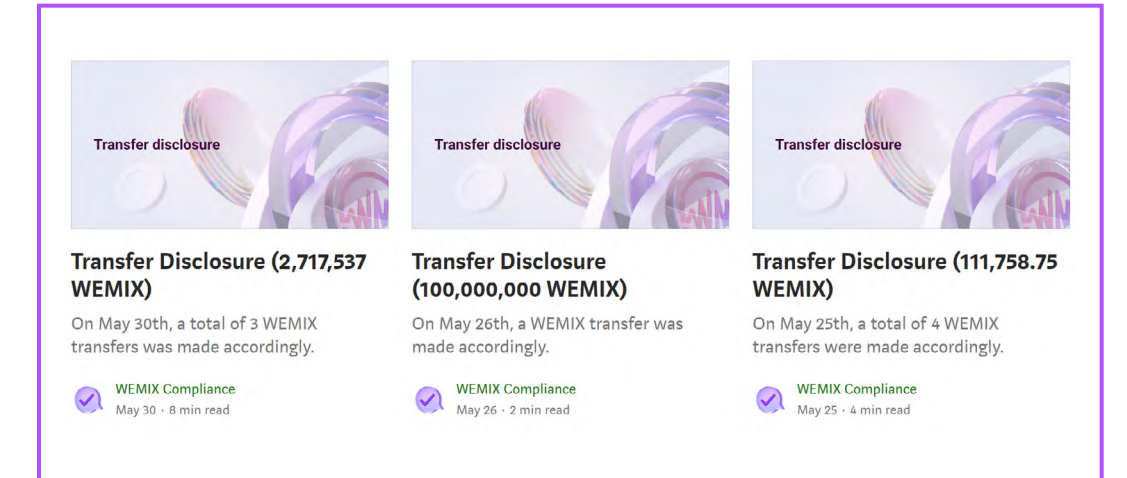 Transfer disclosure
Transfer Disclosure (2,717,537
WEMIX)
On May 30th, a total of 3 WEMIX
transfers was made accordingly.
WEMIX Compliance
May 30 · 8 min read
Transfer disclosure
Transfer Disclosure
(100,000,000 WEMIX)
On May 26th, a WEMIX transfer was
made accordingly.
WEMIX Compliance
May 26 · 2 min read
Transfer disclosure
Transfer Disclosure (111,758.75
WEMIX)
On May 25th, a total of 4 WEMIX
transfers were made accordingly.
WEMIX Compliance
May 25 · 4 min read